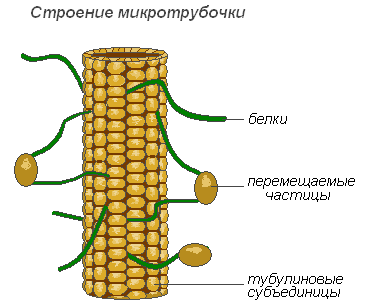 Строение микротрубочки
белки
перемещаемые
частицы
тубулиновые
субъединицы